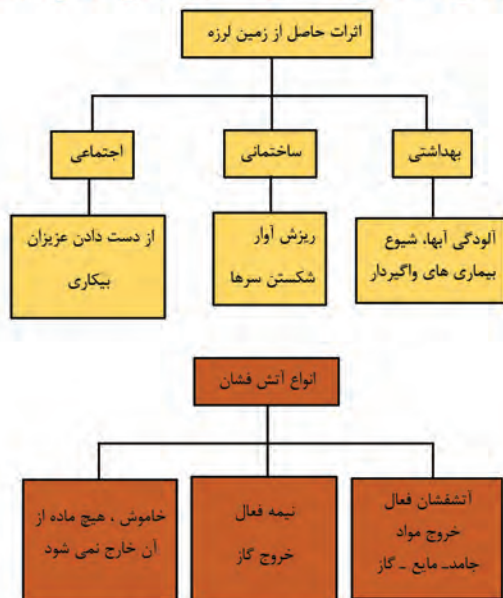 اثرات حاصل از زمین لرزه
بهداشتی
ساختمانی
اجتماعی
آلودگی آبها، شیوع
بیماری های واگیردار
ریزش آوار
شکستن سرها
از دست دادن عزیزان
بیکاری
انواع آتش فشان
آتشفشان فعال
خروج مواد
جامدـ مایع ـ گاز
نیمه فعال
خروج گاز
خاموش ، هیچ ماده از
آن خارج نمی شود